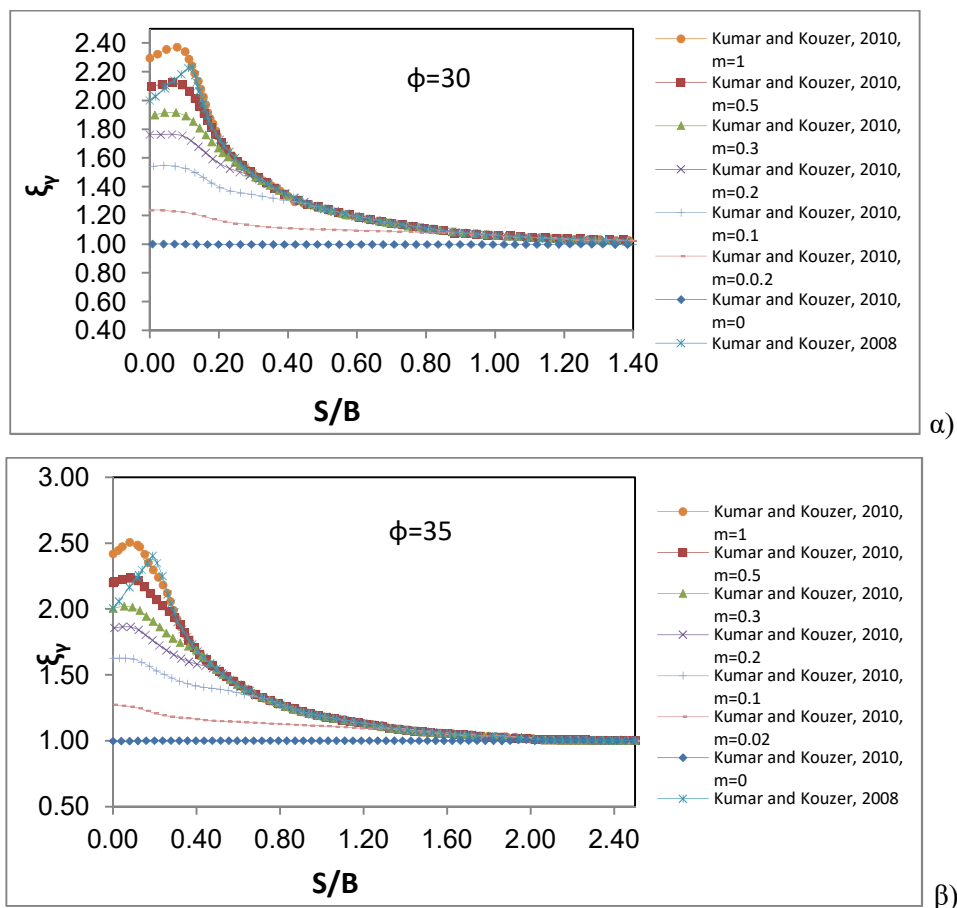 2.40
2.20
2.00
1.80
1.60
1.40
1.20
1.00
0.80
0.60
0.40
ξγ
ϕ=30
0.00 0.20 0.40 0.60 0.80 1.00 1.20 1.40
S/B
Kumar and Kouzer, 2010,
m=1
Kumar and Kouzer, 2010,
m=0.5
Kumar and Kouzer, 2010,
m=0.3
Kumar and Kouzer, 2010,
m=0.2
Kumar and Kouzer, 2010,
m=0.1
Kumar and Kouzer, 2010,
m=0.0.2
Kumar and Kouzer, 2010,
m=0
Kumar and Kouzer, 2008
α)
3.00
2.50
2.00
1.50
1.00
0.50
ξγ
ϕ=35
0.00 0.40 0.80 1.20 1.60 2.00 2.40
S/B
Kumar and Kouzer, 2010,
m=1
Kumar and Kouzer, 2010,
m=0.5
Kumar and Kouzer, 2010,
m=0.3
Kumar and Kouzer, 2010,
m=0.2
Kumar and Kouzer, 2010,
m=0.1
Kumar and Kouzer, 2010,
m=0.02
Kumar and Kouzer, 2010,
m=0
Kumar and Kouzer, 2008
β)